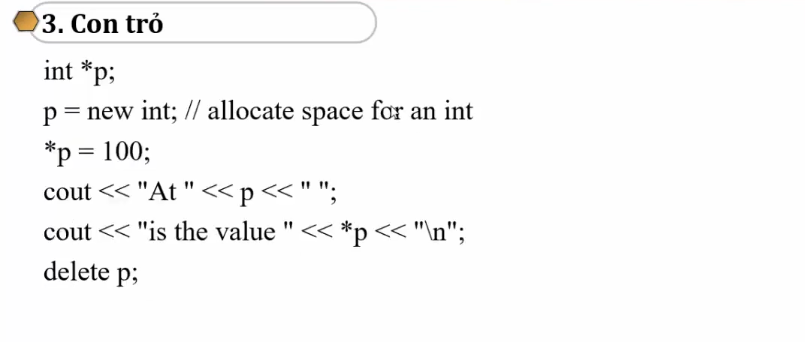 3. Con trỏ
int *p;
p = new int; // allocate space for an int
*p = 100;
cout << "At " << p << " ";
cout << "is the value " << *p << "\n";
delete p;